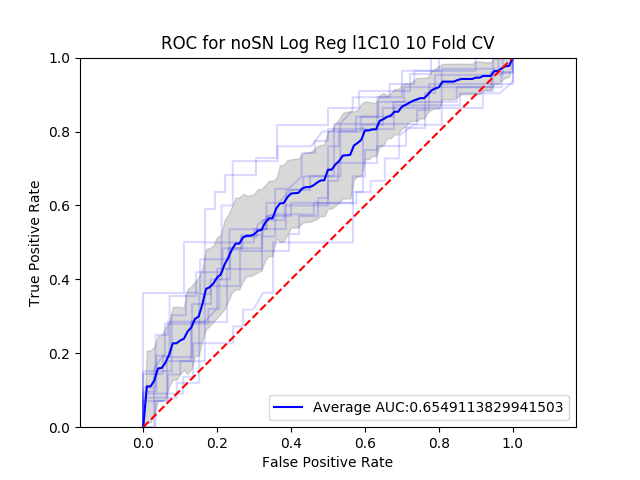 ROC for noSN Log Reg l1C10 10 Fold CV
True Positive Rate
1.0
0.8
0.6
0.4
0.2
0.0
Average AUC:0.6549113829941503
0.0 0.2 0.4 0.6 0.8 1.0
False Positive Rate